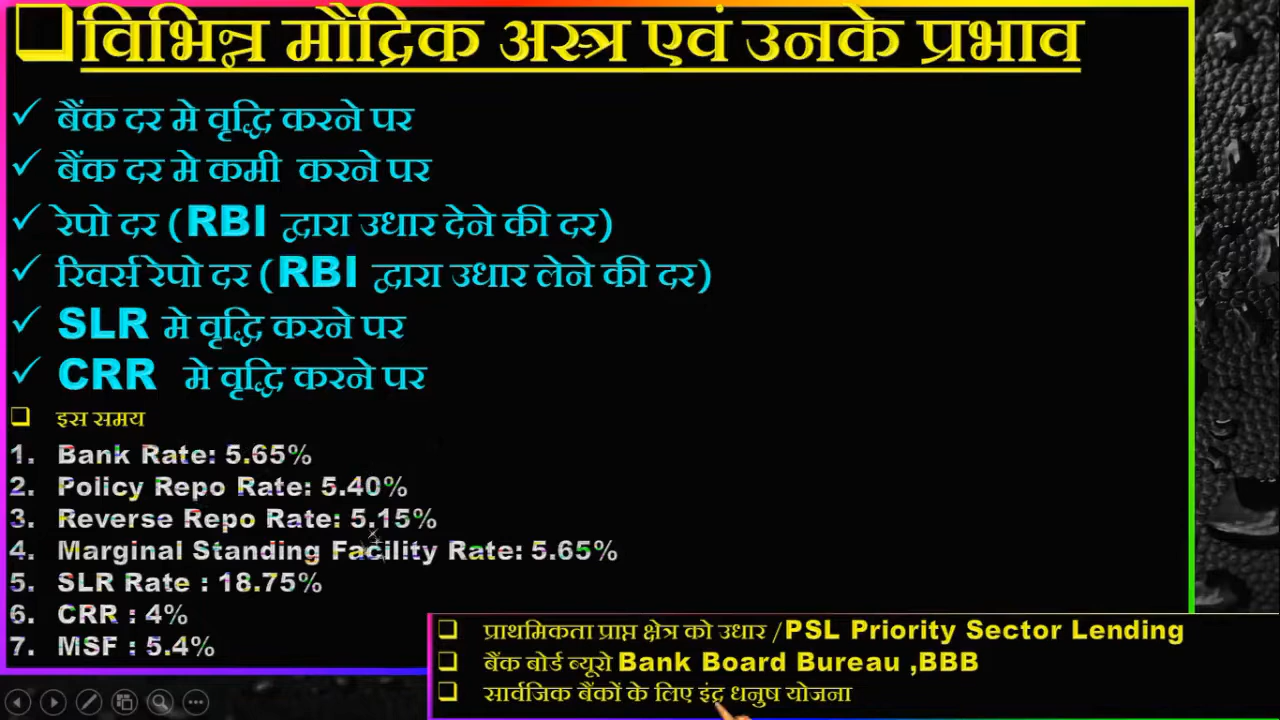 विभिन्न मौद्रिक अस्त्र एवं उनके प्रभाव
बैंक दर मे वृद्धि करने पर
बैंक दर मे कमी करने पर
रेपो दर (RBI द्वारा उधार देने की दर)
रिवर्स रेपो दर (RBI द्वारा उधार लेने की दर)
SLR मे वृद्धि करने पर
CRR मे वृद्धि करने पर
इस समय
1. Bank Rate: 5.65%
2. Policy Repo Rate: 5.40%
3. Reverse Repo Rate: 5.15%
4. Marginal Standing Facility Rate: 5.65%
5. SLR Rate : 18.75%
6. CRR : 4%
7. MSF : 5.4%
प्राथमिकता प्राप्त क्षेत्र को उधार /PSL Priority Sector Lending
बैंक बोर्ड ब्यूरो Bank Board Bureau ,BBB
सार्वजिक बैंकों के लिए इंद्र धनुष योजना